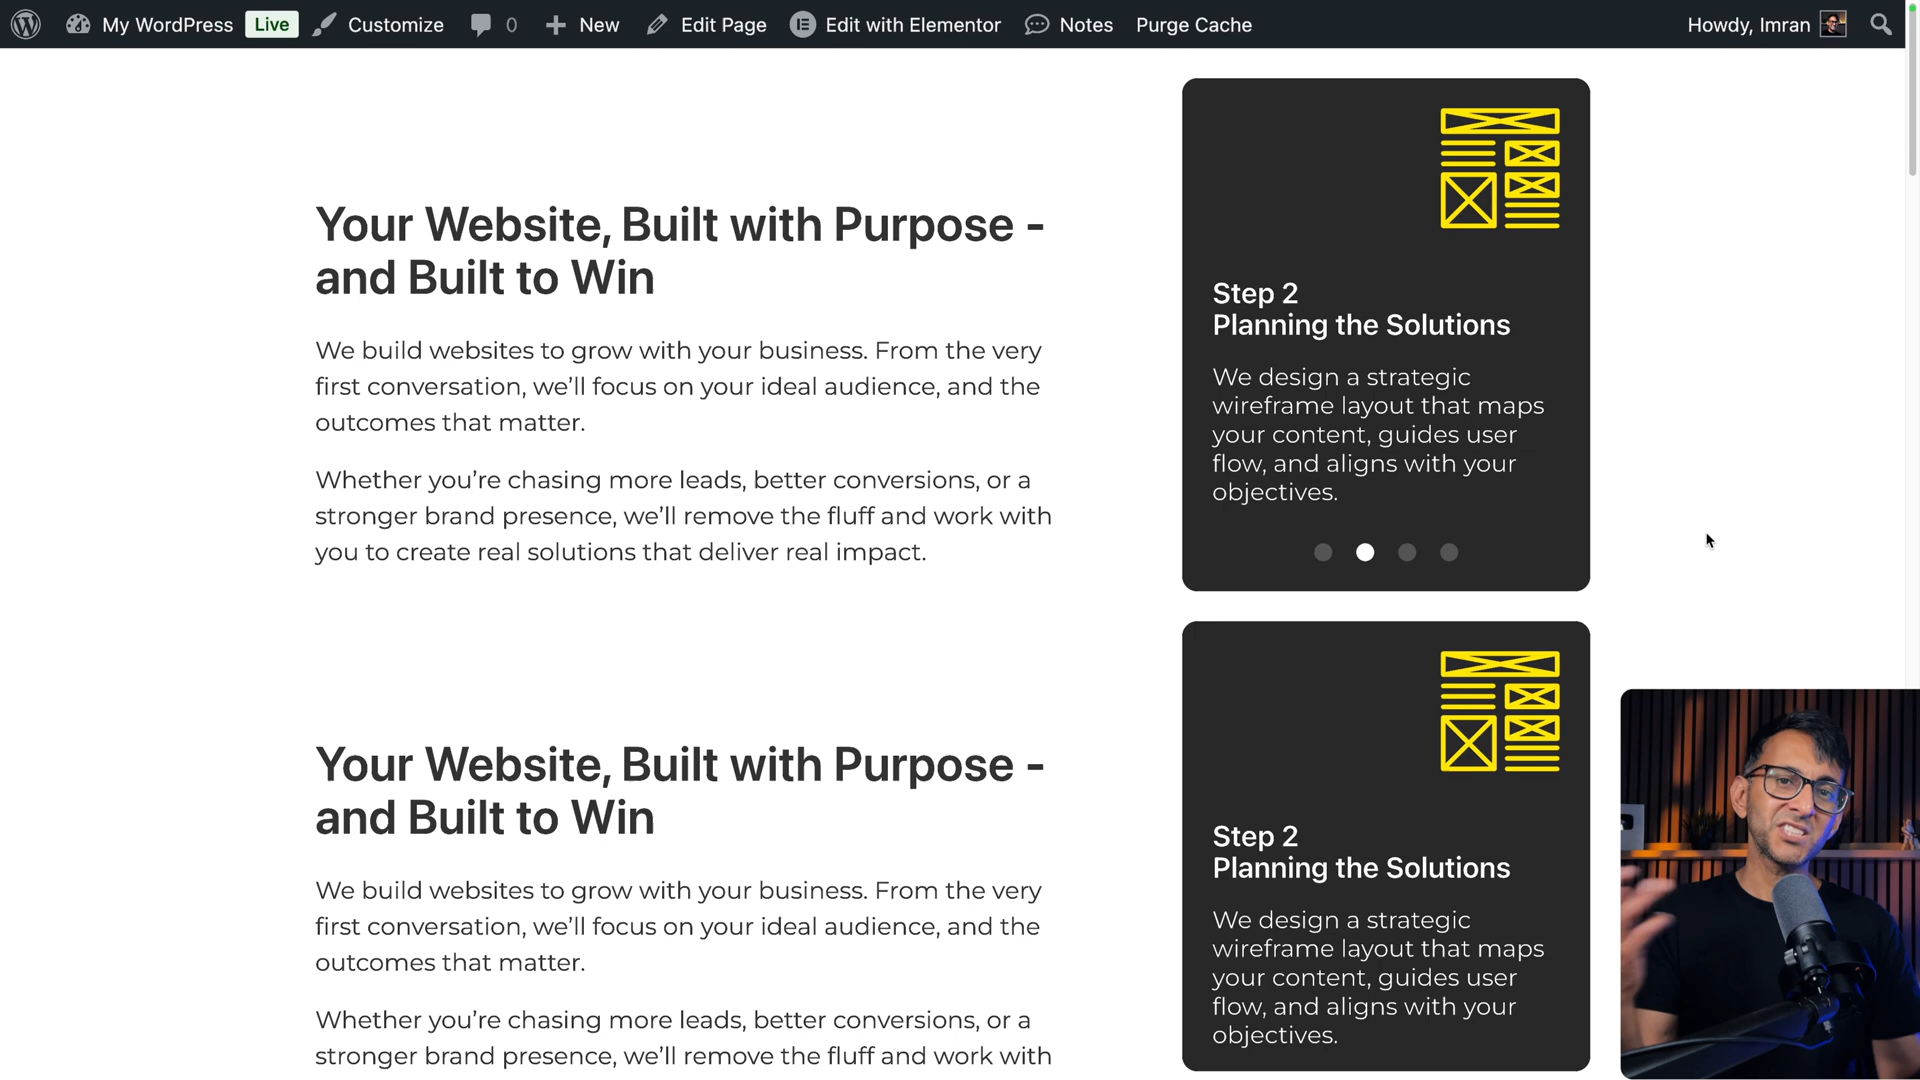 My WordPress Live Customize 0 New Edit Page Edit with Elementor Notes Purge Cache Howdy, Imran
Your Website, Built with Purpose -
and Built to Win
We build websites to grow with your business. From the very
first conversation, we’ll focus on your ideal audience, and the
outcomes that matter.
Whether you’re chasing more leads, better conversions, or a
stronger brand presence, we’ll remove the fluff and work with
you to create real solutions that deliver real impact.
Step 2
Planning the Solutions
We design a strategic
wireframe layout that maps
your content, guides user
flow, and aligns with your
objectives.
Your Website, Built with Purpose -
and Built to Win
We build websites to grow with your business. From the very
first conversation, we’ll focus on your ideal audience, and the
outcomes that matter.
Whether you’re chasing more leads, better conversions, or a
stronger brand presence, we’ll remove the fluff and work with
Step 2
Planning the Solutions
We design a strategic
wireframe layout that maps
your content, guides user
flow, and aligns with your
objectives.